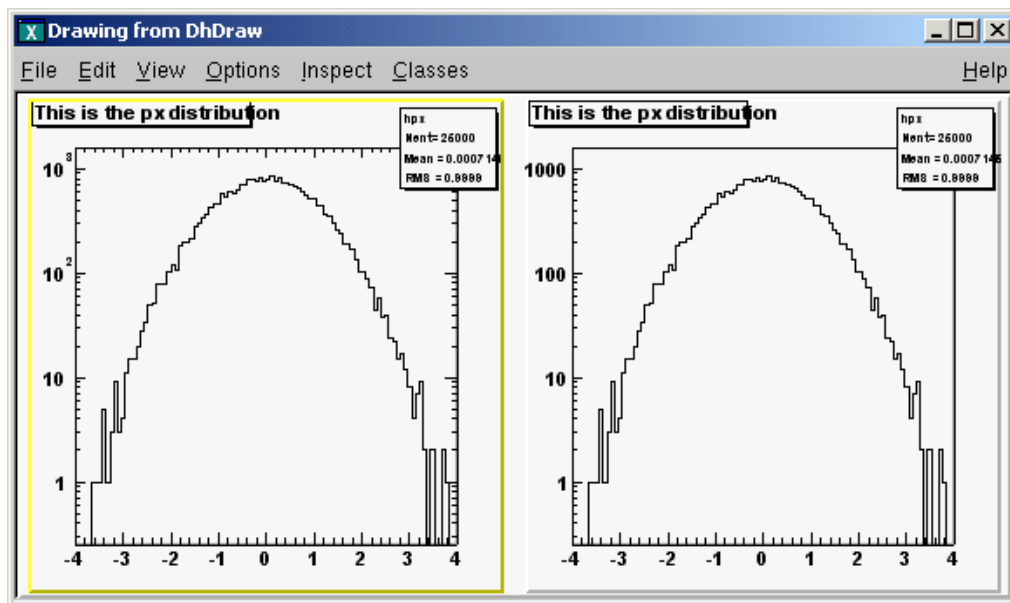 Drawing from DhDraw
File Edit View Options Inspect Classes Help
This is the px distribution
hpx
Nent= 25000
Mean = 0.0007
RMS = 0.9999
10³
10²
10
1
-4 -3 -2 -1 0 1 2 3 4
This is the px distribution
hpx
Nent= 25000
Mean = 0.0007
RMS = 0.9999
1000
100
10
1
-4 -3 -2 -1 0 1 2 3 4